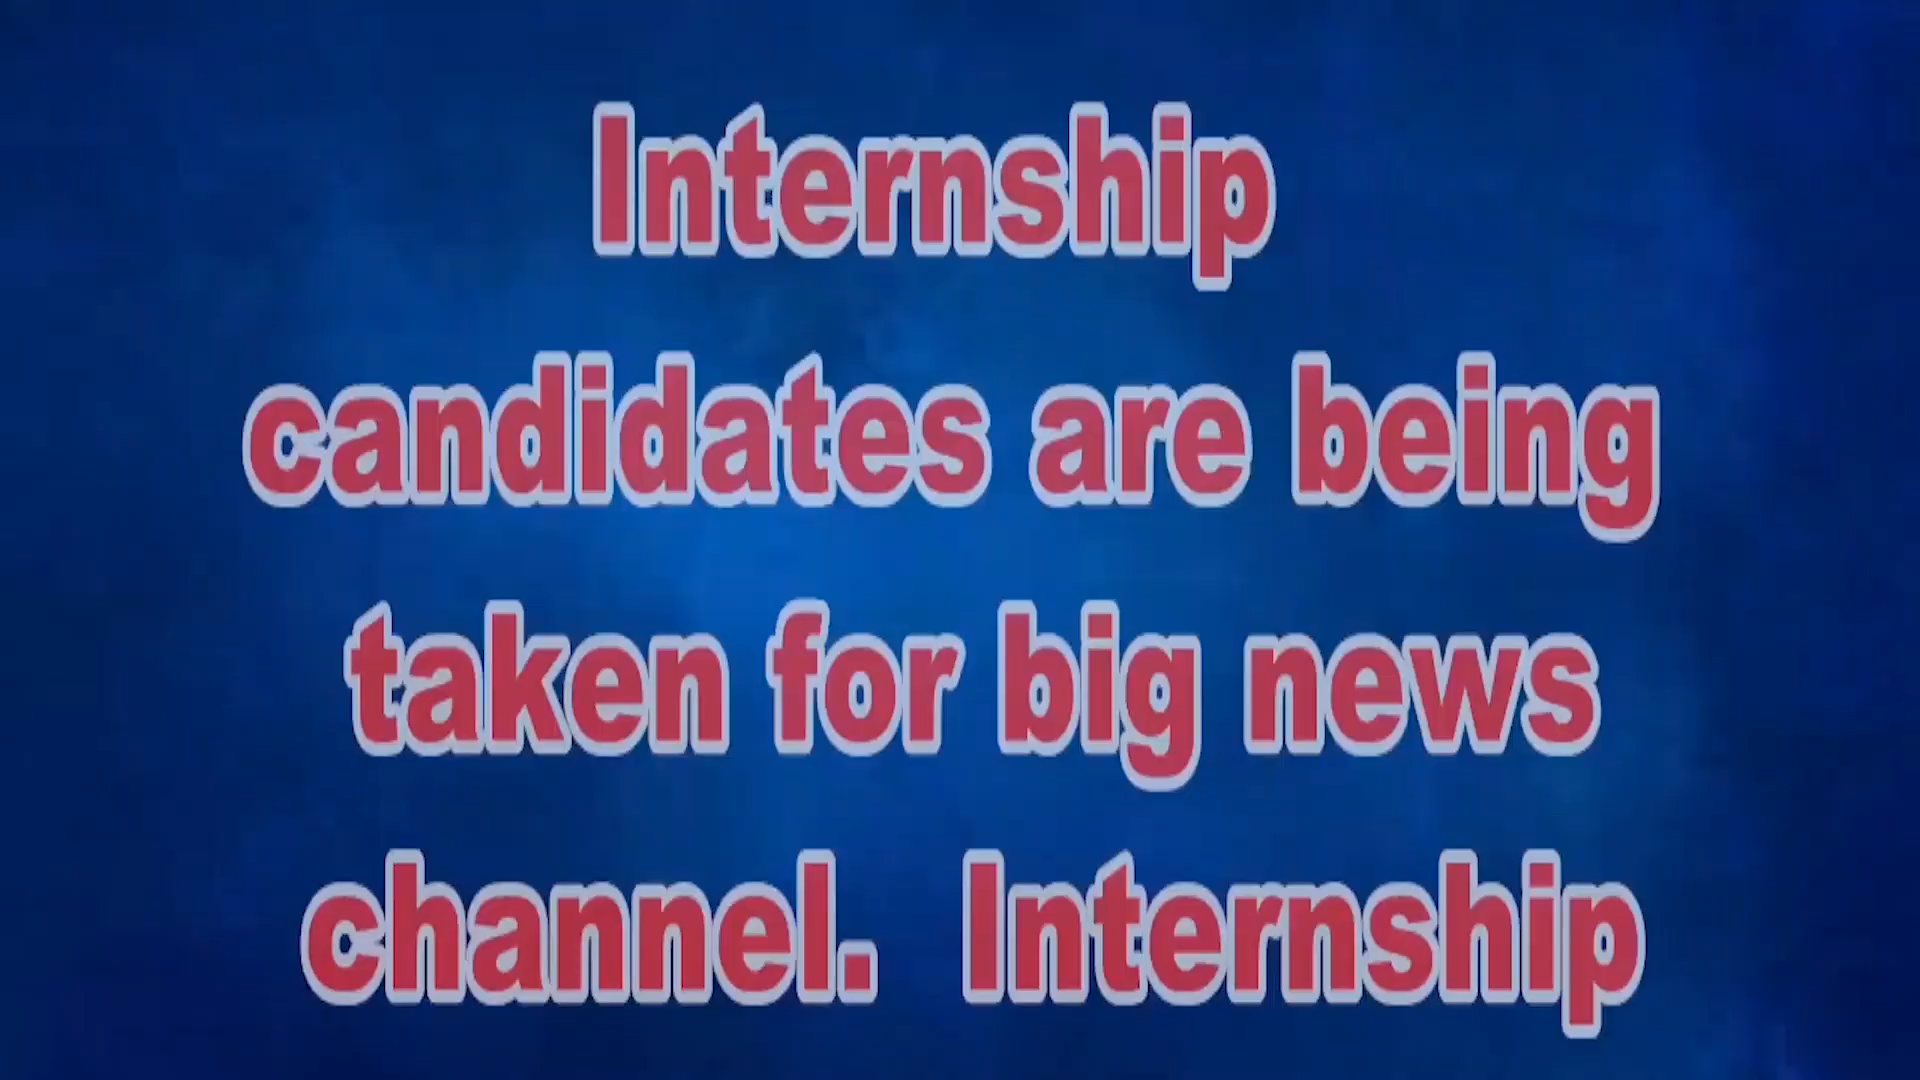 Internship
candidates are being
taken for big news
channel. Internship